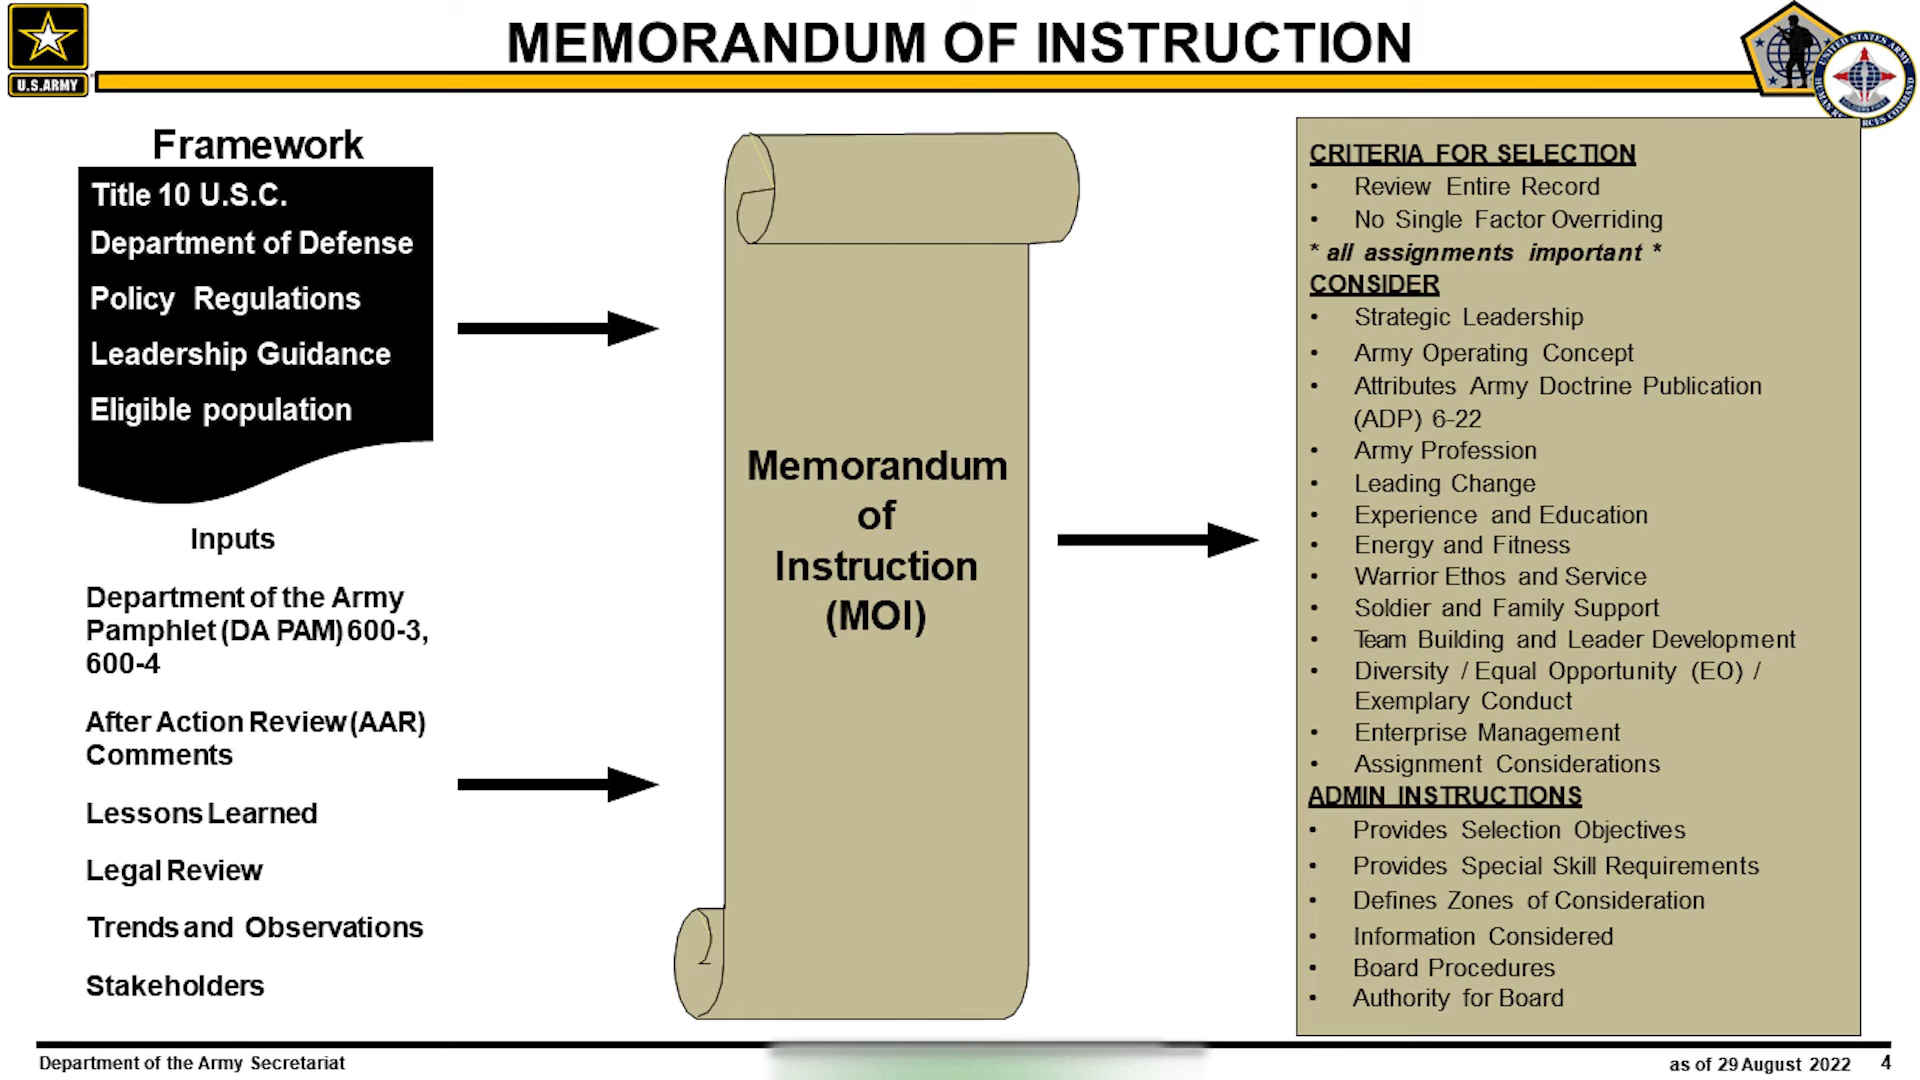 MEMORANDUM OF INSTRUCTION
U.S.ARMY
Framework
Title 10 U.S.C.
Department of Defense
Policy Regulations
Leadership Guidance
Eligible population
Inputs
Department of the Army
Pamphlet (DA PAM) 600-3,
600-4
After Action Review (AAR)
Comments
Lessons Learned
Legal Review
Trends and Observations
Stakeholders
Memorandum
of
Instruction
(MOI)
CRITERIA FOR SELECTION
• Review Entire Record
• No Single Factor Overriding
* all assignments important *
CONSIDER
• Strategic Leadership
• Army Operating Concept
• Attributes Army Doctrine Publication
(ADP) 6-22
• Army Profession
• Leading Change
• Experience and Education
• Energy and Fitness
• Warrior Ethos and Service
• Soldier and Family Support
• Team Building and Leader Development
• Diversity / Equal Opportunity (EO) /
Exemplary Conduct
• Enterprise Management
• Assignment Considerations
ADMIN INSTRUCTIONS
• Provides Selection Objectives
• Provides Special Skill Requirements
• Defines Zones of Consideration
• Information Considered
• Board Procedures
• Authority for Board
Department of the Army Secretariat
as of 29 August 2022 4